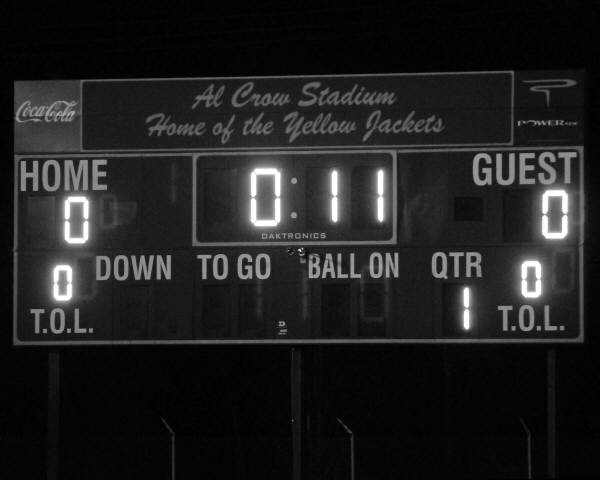 Coca-Cola
Al Crow Stadium
Home of the Yellow Jackets
POWERADE
HOME
0
0:11
DAKTRONICS
GUEST
0
0
T.O.L.
DOWN
TO GO
BALL ON
QTR
1
0
T.O.L.